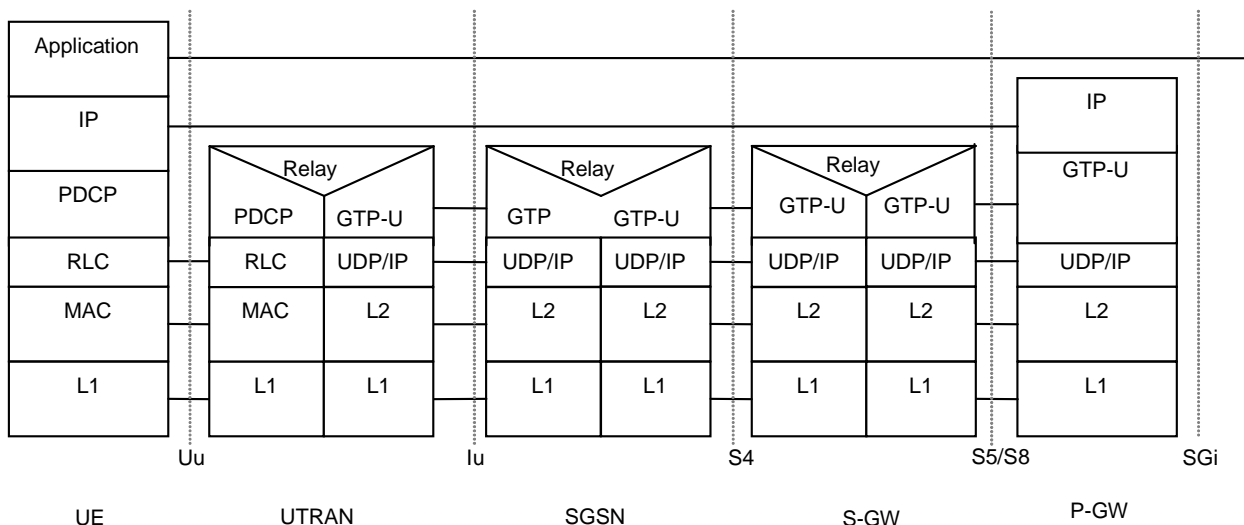 Application
IP
IP
Relay
Relay
Relay
GTP-U
PDCP
PDCP
GTP-U
GTP
GTP-U
GTP-U
GTP-U
RLC
RLC
UDP/IP
UDP/IP
UDP/IP
UDP/IP
UDP/IP
UDP/IP
MAC
MAC
L2
L2
L2
L2
L2
L2
L1
L1
L1
L1
L1
L1
L1
L1
Uu
Iu
S4
S5/S8
SGi
UE
UTRAN
SGSN
S-GW
P-GW